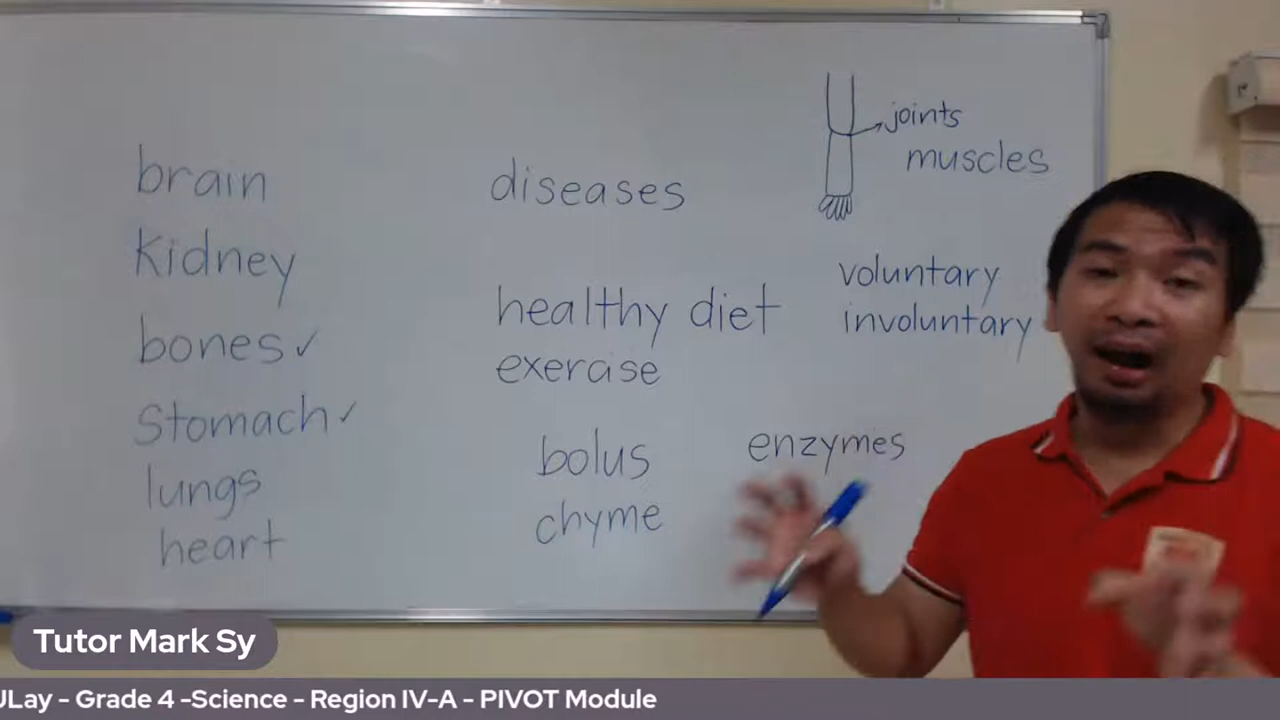 brain
kidney
bones ✓
Stomach ✓
lungs
heart
diseases
healthy diet
exercise
bolus
chyme
enzymes
joints
muscles
voluntary
involuntary
Tutor Mark Sy
Lay - Grade 4 -Science - Region IV-A - PIVOT Module